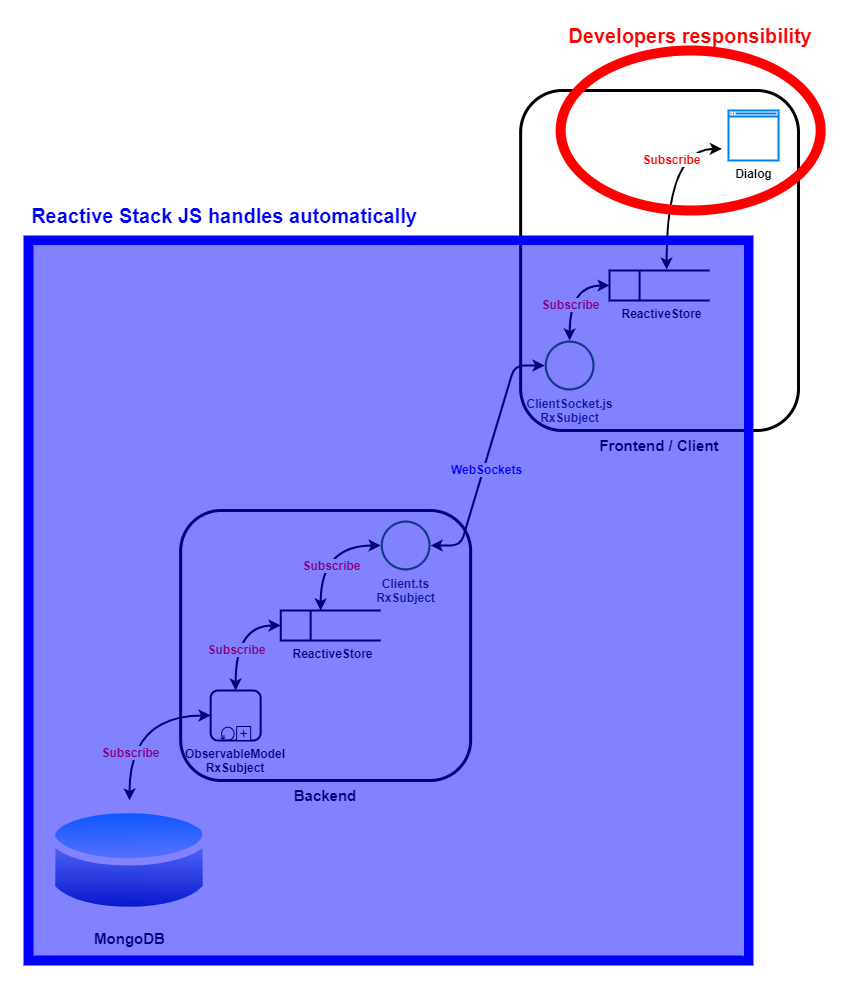 Developers responsibility
Subscribe
Dialog
Reactive Stack JS handles automatically
Subscribe
ReactiveStore
ClientSocket.js
RxSubject
Frontend / Client
WebSockets
Subscribe
Client.ts
RxSubject
Subscribe
ReactiveStore
Subscribe
ObservableModel
RxSubject
Backend
MongoDB